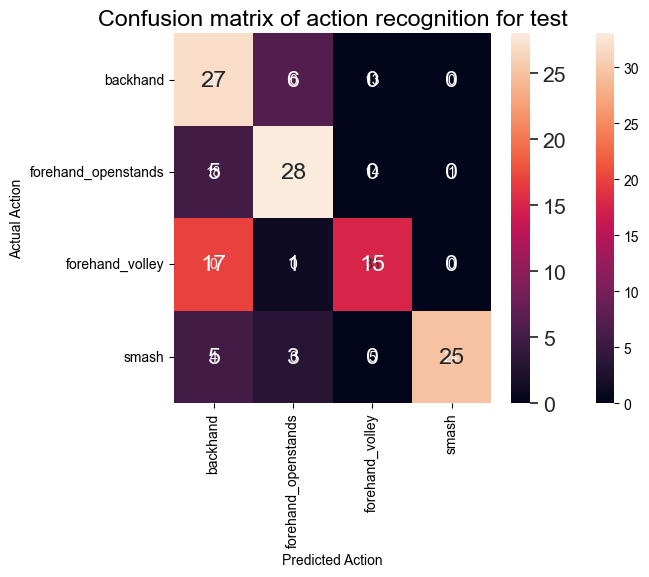 Confusion matrix of action recognition for test
backhand 27 6 0 0
forehand_openstands 5 28 0 0
forehand_volley 17 1 15 0
smash 5 3 0 25
Actual Action
backhand
forehand_openstands
forehand_volley
smash
Predicted Action
25
20
15
10
5
0
30
25
20
15
10
5
0